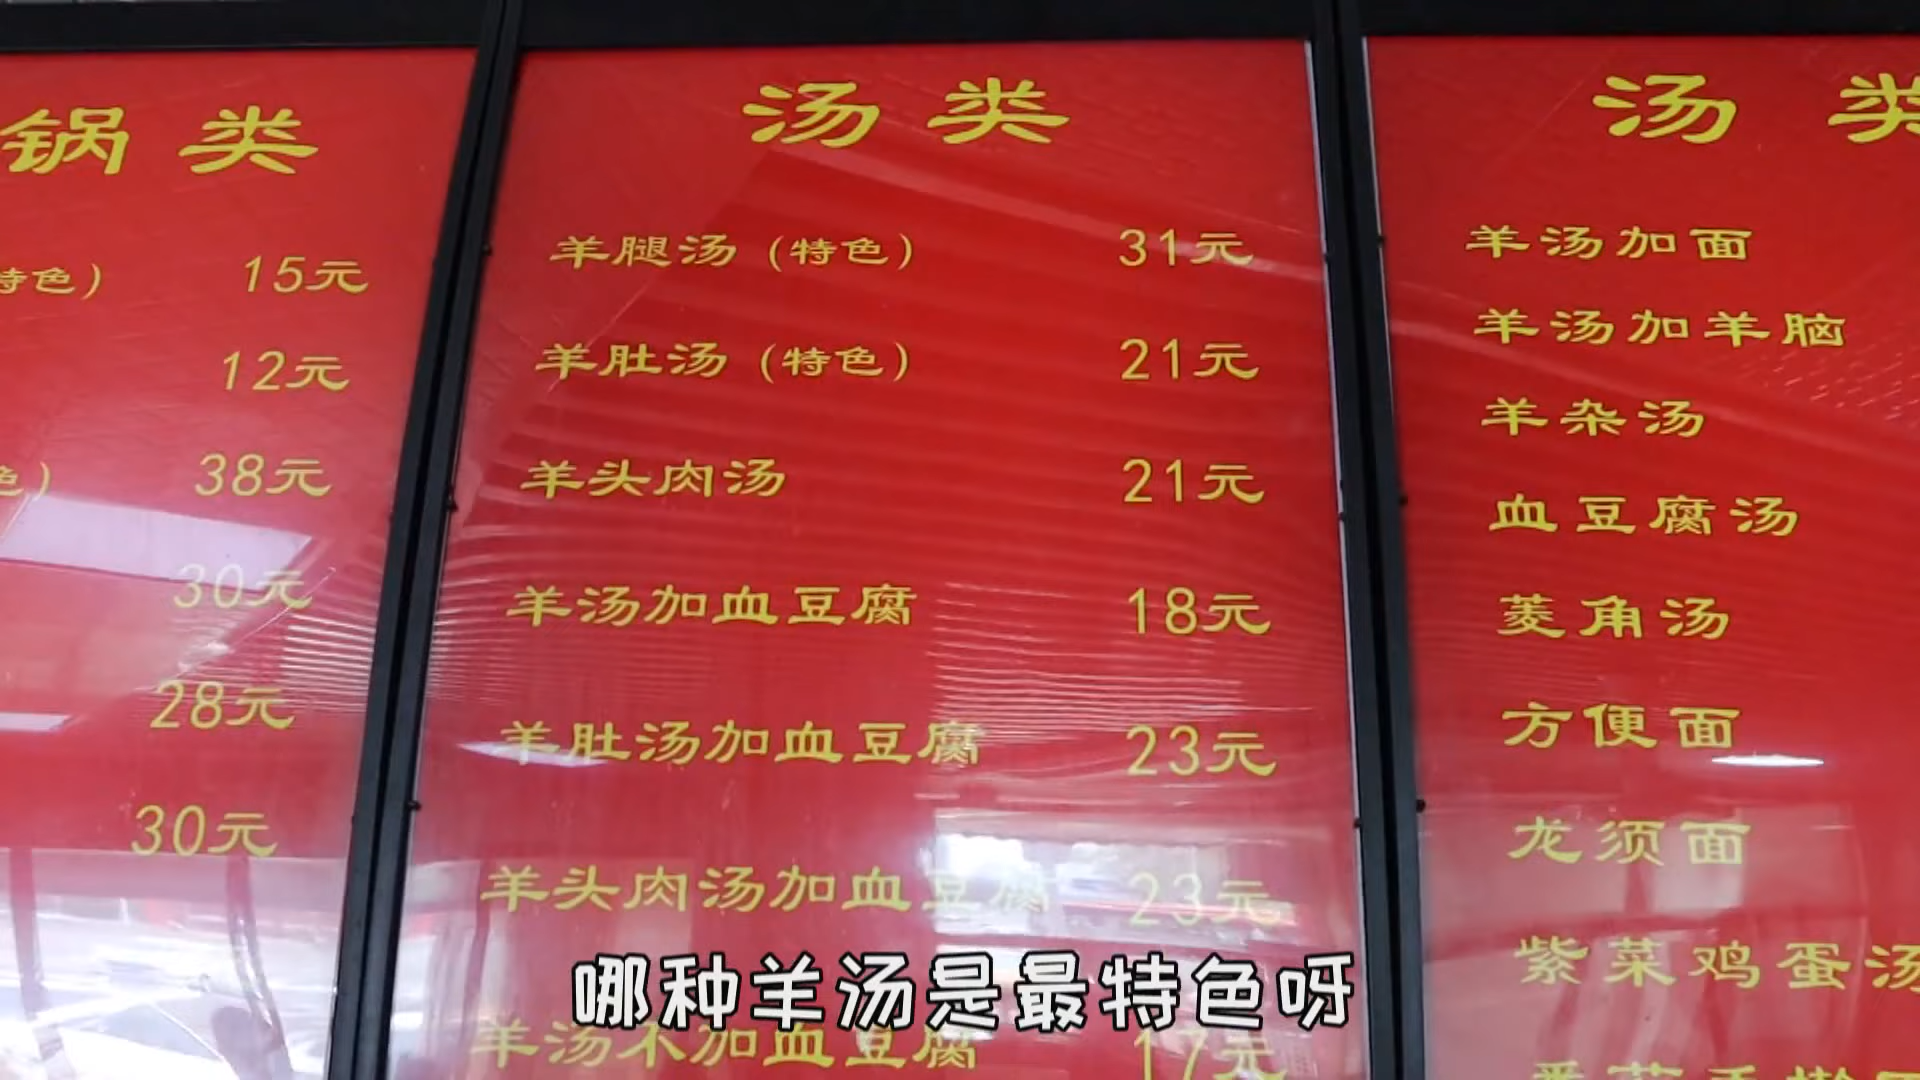 锅类
特色） 15元
12元
色） 38元
30元
28元
30元
汤类
羊腿汤（特色） 31元
羊肚汤（特色） 21元
羊头肉汤 21元
羊汤加血豆腐 18元
羊肚汤加血豆腐 23元
羊头肉汤加血豆腐 23元
羊汤不加血豆腐 17元
汤类
羊汤加面
羊汤加羊脑
羊杂汤
血豆腐汤
菱角汤
方便面
龙须面
紫菜鸡蛋汤
哪种羊汤是最特色呀